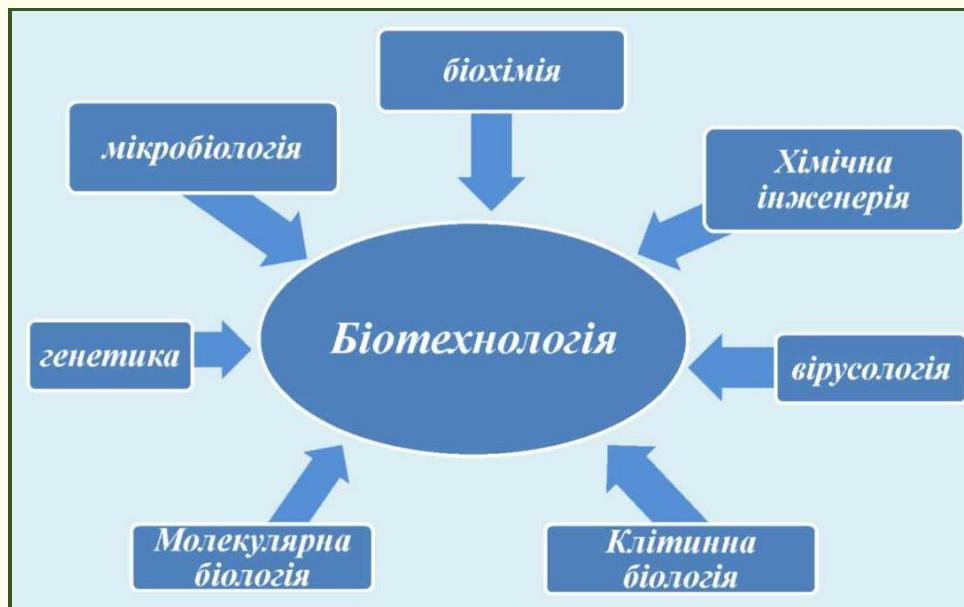 біохімія
мікробіологія
Хімічна
інженерія
Біотехнологія
генетика
вірусологія
Молекулярна
біологія
Клітинна
біологія